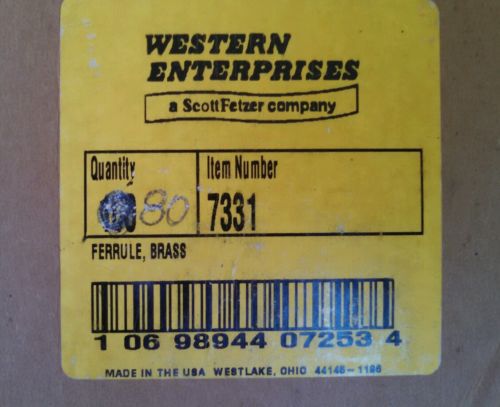 WESTERN
ENTERPRISES
a ScottFetzer company
Quantity Item Number
80 7331
FERRULE, BRASS
1 06 98944 07253 4
MADE IN THE USA WESTLAKE, OHIO 44145-1196